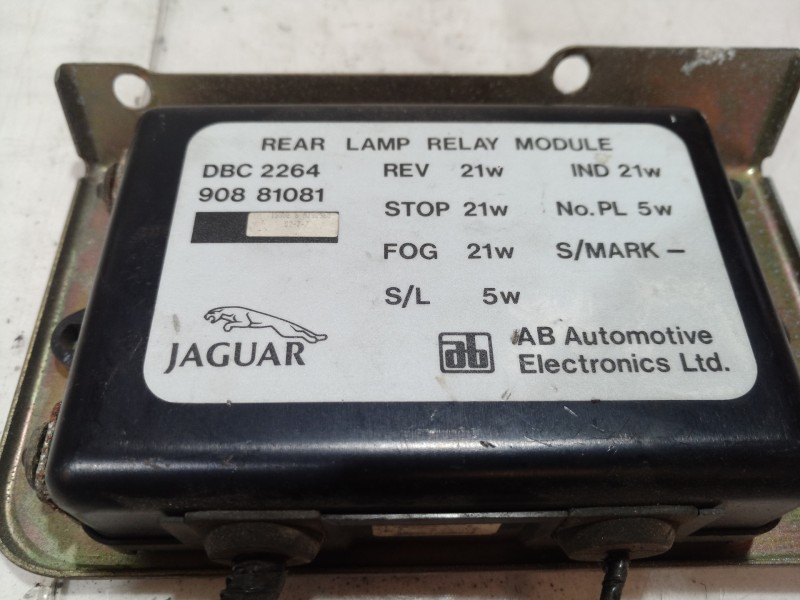 REAR LAMP RELAY MODULE
DBC 2264 REV 21w IND 21w
908 81081
STOP 21w No.PL 5w
FOG 21w S/MARK –
S/L 5w
JAGUAR
ab AB Automotive
Electronics Ltd.